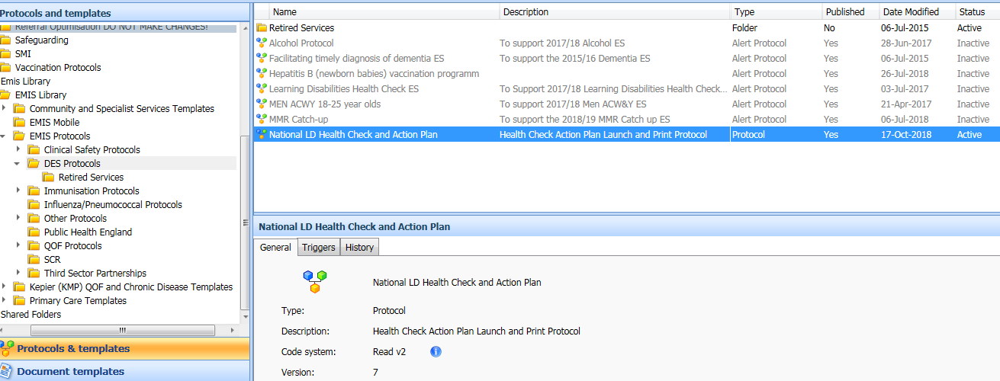 Protocols and templates
Referral Optimisation DO NOT MAKE CHANGES!
Safeguarding
SMI
Vaccination Protocols
Emis Library
EMIS Library
Community and Specialist Services Templates
EMIS Mobile
EMIS Protocols
Clinical Safety Protocols
DES Protocols
Retired Services
Immunisation Protocols
Influenza/Pneumococcal Protocols
Other Protocols
Public Health England
QOF Protocols
SCR
Third Sector Partnerships
Kepier (KMP) QOF and Chronic Disease Templates
Primary Care Templates
Shared Folders
Protocols & templates
Document templates
Name Description Type Published Date Modified Status
Retired Services Folder No 06-Jul-2015 Active
Alcohol Protocol To support 2017/18 Alcohol ES Alert Protocol Yes 28-Jun-2017 Inactive
Facilitating timely diagnosis of dementia ES To support the 2015/16 Dementia ES Alert Protocol Yes 06-Jul-2015 Inactive
Hepatitis B (newborn babies) vaccination programm Alert Protocol Yes 26-Jul-2018 Inactive
Learning Disabilities Health Check ES To Support 2017/18 Learning Disabilities Health Check... Alert Protocol Yes 03-Jul-2017 Inactive
MEN ACWY 18-25 year olds To support 2017/18 Men ACW&Y ES Alert Protocol Yes 21-Apr-2017 Inactive
MMR Catch-up To support the 2018/19 MMR Catch up ES Alert Protocol Yes 06-Jul-2018 Inactive
National LD Health Check and Action Plan Health Check Action Plan Launch and Print Protocol Protocol Yes 17-Oct-2018 Active
National LD Health Check and Action Plan
General Triggers History
National LD Health Check and Action Plan
Type: Protocol
Description: Health Check Action Plan Launch and Print Protocol
Code system: Read v2
Version: 7